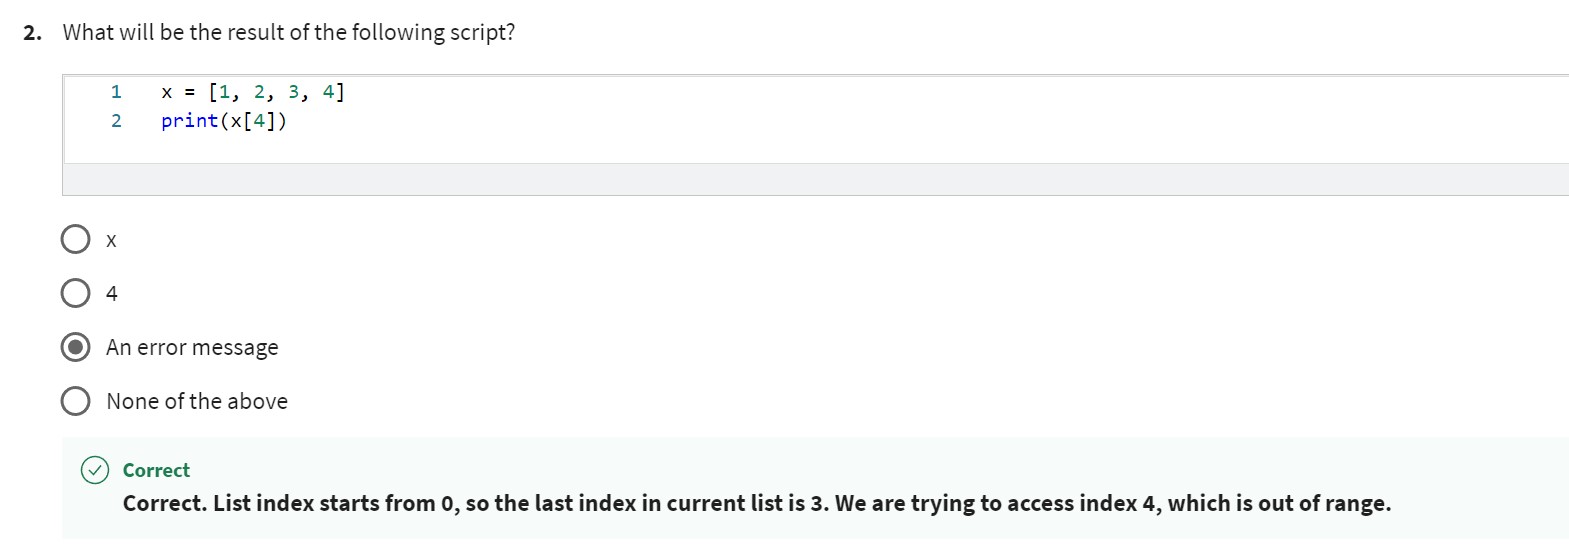 2. What will be the result of the following script?
1 x = [1, 2, 3, 4]
2 print(x[4])
x
4
An error message
None of the above
Correct
Correct. List index starts from 0, so the last index in current list is 3. We are trying to access index 4, which is out of range.